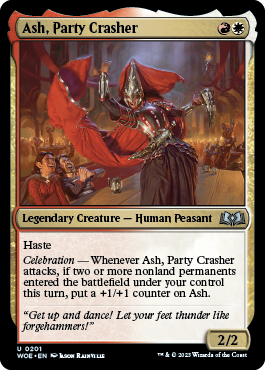 Ash, Party Crasher
Legendary Creature — Human Peasant
Haste
Celebration — Whenever Ash, Party Crasher
attacks, if two or more nonland permanents
entered the battlefield under your control
this turn, put a +1/+1 counter on Ash.
“Get up and dance! Let your feet thunder like
forgehammers!”
2/2
U 0201
WOE • EN Jason Rainville
™ & © 2023 Wizards of the Coast